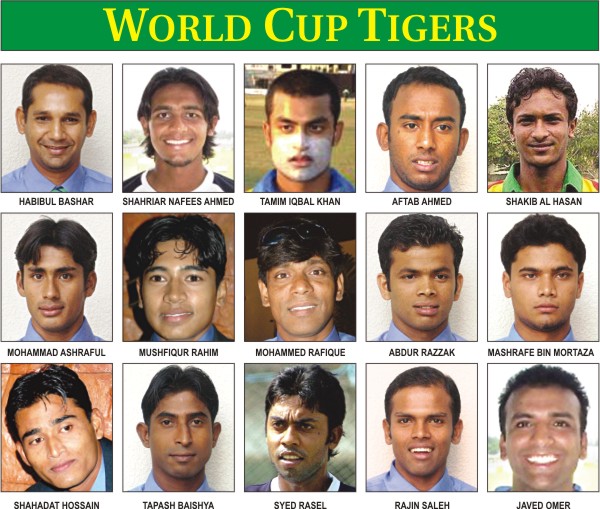 WORLD CUP TIGERS
HABIBUL BASHAR SHAHRIAR NAFEES AHMED TAMIM IQBAL KHAN AFTAB AHMED SHAKIB AL HASAN
MOHAMMAD ASHRAFUL MUSHFIQUR RAHIM MOHAMMED RAFIQUE ABDUR RAZZAK MASHRAFE BIN MORTAZA
SHAHADAT HOSSAIN TAPASH BAISHYA SYED RASEL RAJIN SALEH JAVED OMER